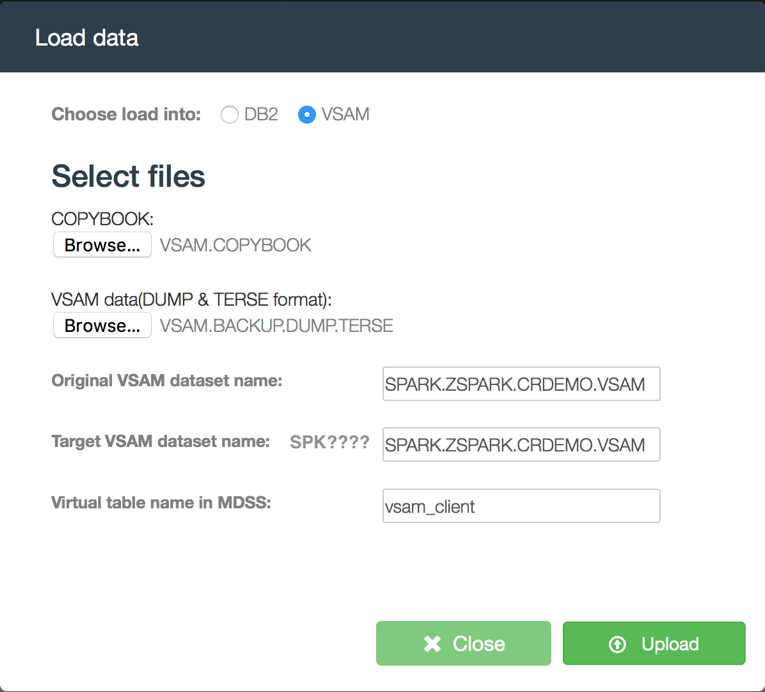 Load data
Choose load into: DB2 VSAM
Select files
COPYBOOK:
Browse... VSAM.COPYBOOK
VSAM data(DUMP & TERSE format):
Browse... VSAM.BACKUP.DUMP.TERSE
Original VSAM dataset name: SPARK.ZSPARK.CRDEMO.VSAM
Target VSAM dataset name: SPK???? SPARK.ZSPARK.CRDEMO.VSAM
Virtual table name in MDSS: vsam_client
Close Upload